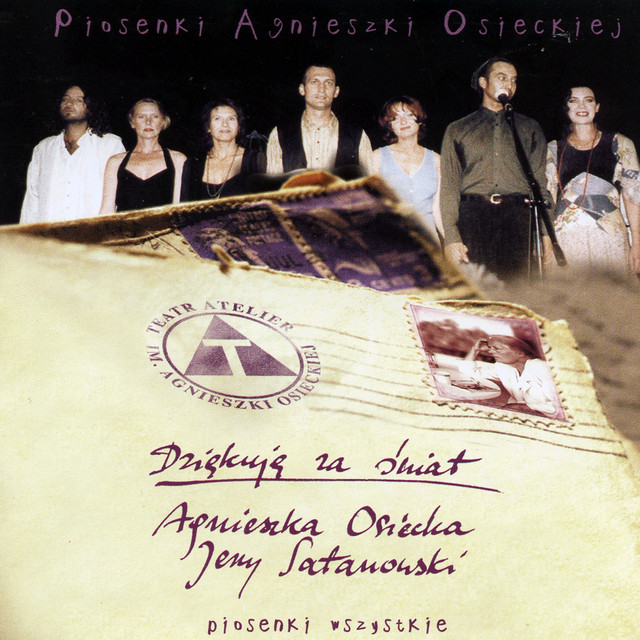 Piosenki Agnieszki Osieckiej
TEATR ATELIER
IM. AGNIESZKI OSIECKIEJ
Dziękuję za świat
Agnieszka Osiecka
Jerzy Satanowski
piosenki wszystkie